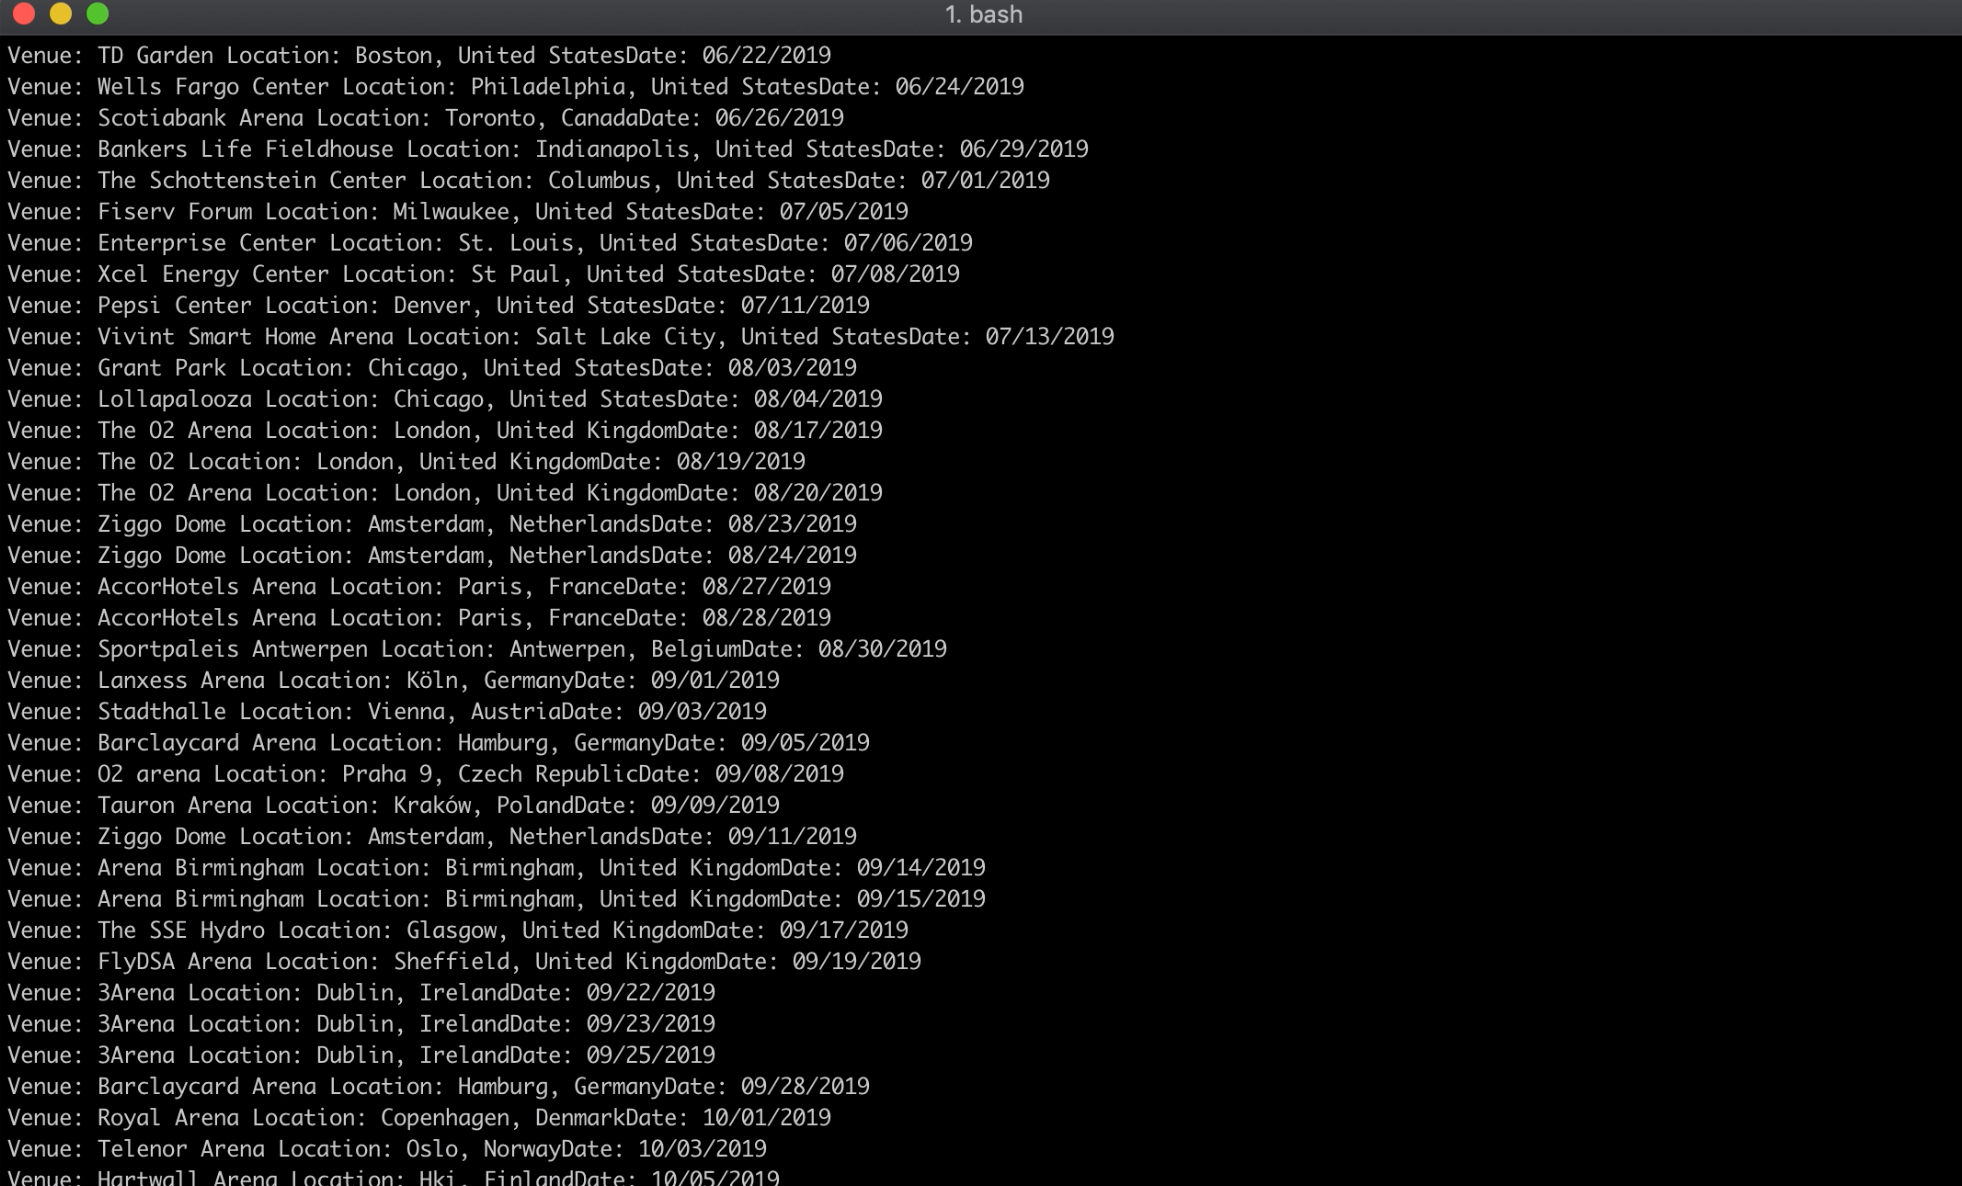 1. bash
Venue: TD Garden Location: Boston, United StatesDate: 06/22/2019
Venue: Wells Fargo Center Location: Philadelphia, United StatesDate: 06/24/2019
Venue: Scotiabank Arena Location: Toronto, CanadaDate: 06/26/2019
Venue: Bankers Life Fieldhouse Location: Indianapolis, United StatesDate: 06/29/2019
Venue: The Schottenstein Center Location: Columbus, United StatesDate: 07/01/2019
Venue: Fiserv Forum Location: Milwaukee, United StatesDate: 07/05/2019
Venue: Enterprise Center Location: St. Louis, United StatesDate: 07/06/2019
Venue: Xcel Energy Center Location: St Paul, United StatesDate: 07/08/2019
Venue: Pepsi Center Location: Denver, United StatesDate: 07/11/2019
Venue: Vivint Smart Home Arena Location: Salt Lake City, United StatesDate: 07/13/2019
Venue: Grant Park Location: Chicago, United StatesDate: 08/03/2019
Venue: Lollapalooza Location: Chicago, United StatesDate: 08/04/2019
Venue: The O2 Arena Location: London, United KingdomDate: 08/17/2019
Venue: The O2 Location: London, United KingdomDate: 08/19/2019
Venue: The O2 Arena Location: London, United KingdomDate: 08/20/2019
Venue: Ziggo Dome Location: Amsterdam, NetherlandsDate: 08/23/2019
Venue: Ziggo Dome Location: Amsterdam, NetherlandsDate: 08/24/2019
Venue: AccorHotels Arena Location: Paris, FranceDate: 08/27/2019
Venue: AccorHotels Arena Location: Paris, FranceDate: 08/28/2019
Venue: Sportpaleis Antwerpen Location: Antwerpen, BelgiumDate: 08/30/2019
Venue: Lanxess Arena Location: Köln, GermanyDate: 09/01/2019
Venue: Stadthalle Location: Vienna, AustriaDate: 09/03/2019
Venue: Barclaycard Arena Location: Hamburg, GermanyDate: 09/05/2019
Venue: O2 arena Location: Praha 9, Czech RepublicDate: 09/08/2019
Venue: Tauron Arena Location: Kraków, PolandDate: 09/09/2019
Venue: Ziggo Dome Location: Amsterdam, NetherlandsDate: 09/11/2019
Venue: Arena Birmingham Location: Birmingham, United KingdomDate: 09/14/2019
Venue: Arena Birmingham Location: Birmingham, United KingdomDate: 09/15/2019
Venue: The SSE Hydro Location: Glasgow, United KingdomDate: 09/17/2019
Venue: FlyDSA Arena Location: Sheffield, United KingdomDate: 09/19/2019
Venue: 3Arena Location: Dublin, IrelandDate: 09/22/2019
Venue: 3Arena Location: Dublin, IrelandDate: 09/23/2019
Venue: 3Arena Location: Dublin, IrelandDate: 09/25/2019
Venue: Barclaycard Arena Location: Hamburg, GermanyDate: 09/28/2019
Venue: Royal Arena Location: Copenhagen, DenmarkDate: 10/01/2019
Venue: Telenor Arena Location: Oslo, NorwayDate: 10/03/2019
Venue: Hartwall Arena Location: Hki, FinlandDate: 10/05/2019